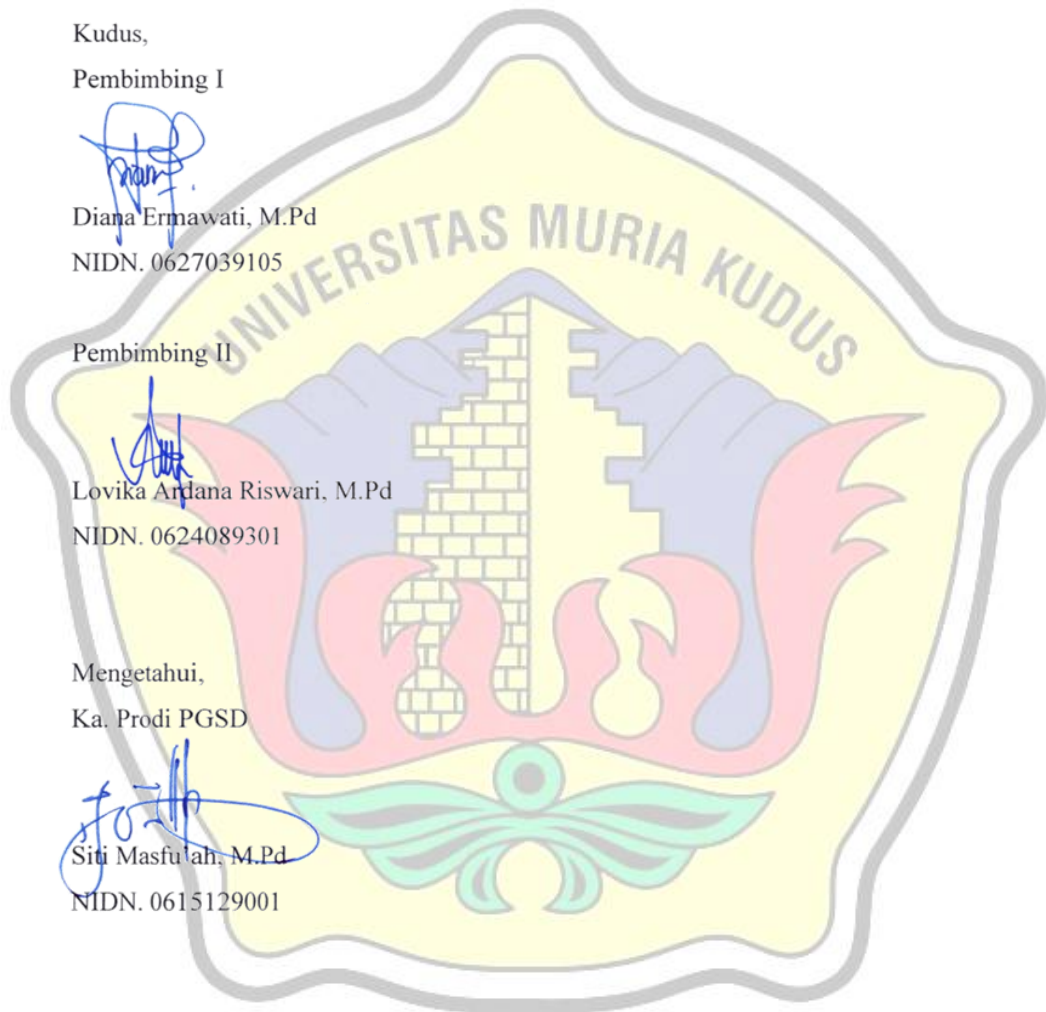 Kudus,
Pembimbing I
Diana Ermawati, M.Pd
NIDN. 0627039105
UNIVERSITAS MURIA KUDUS
Pembimbing II
Lovika Ardana Riswari, M.Pd
NIDN. 0624089301
Mengetahui,
Ka. Prodi PGSD
Siti Masfu'ah, M.Pd
NIDN. 0615129001